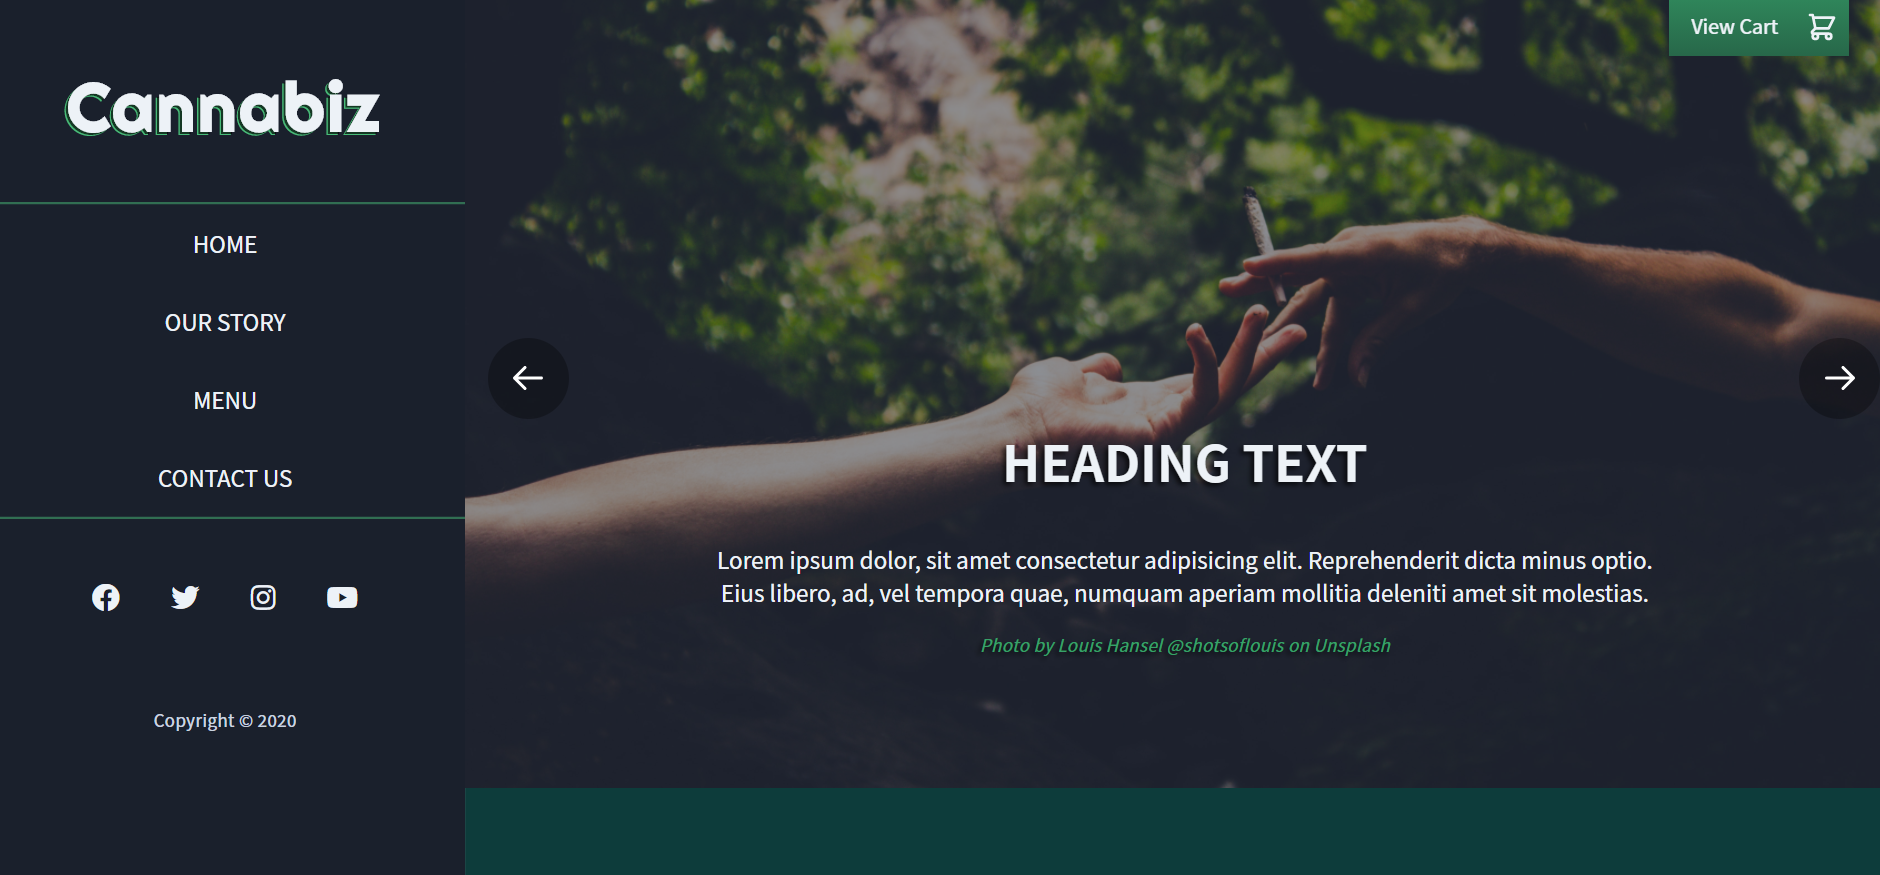 Cannabiz
HOME
OUR STORY
MENU
CONTACT US
Copyright © 2020
View Cart
HEADING TEXT
Lorem ipsum dolor, sit amet consectetur adipisicing elit. Reprehenderit dicta minus optio.
Eius libero, ad, vel tempora quae, numquam aperiam mollitia deleniti amet sit molestias.
Photo by Louis Hansel @shotsoflouis on Unsplash